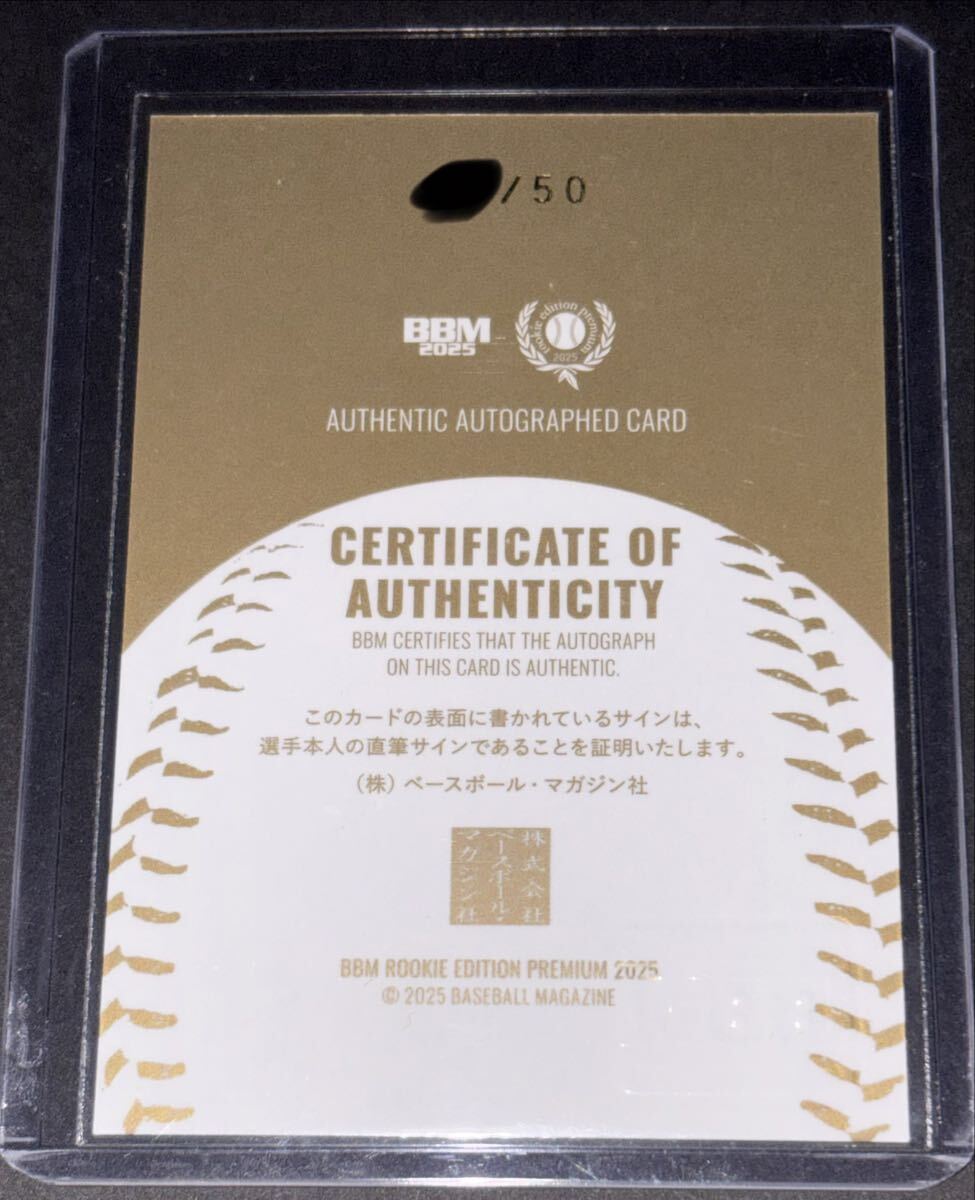 /50
BBM
2025
rookie edition premium
2025
AUTHENTIC AUTOGRAPHED CARD
CERTIFICATE OF
AUTHENTICITY
BBM CERTIFIES THAT THE AUTOGRAPH
ON THIS CARD IS AUTHENTIC.
このカードの表面に書かれているサインは、
選手本人の直筆サインであることを証明いたします。
（株）ベースボール・マガジン社
株式会社
ベースボール・
マガジン社
BBM ROOKIE EDITION PREMIUM 2025
© 2025 BASEBALL MAGAZINE